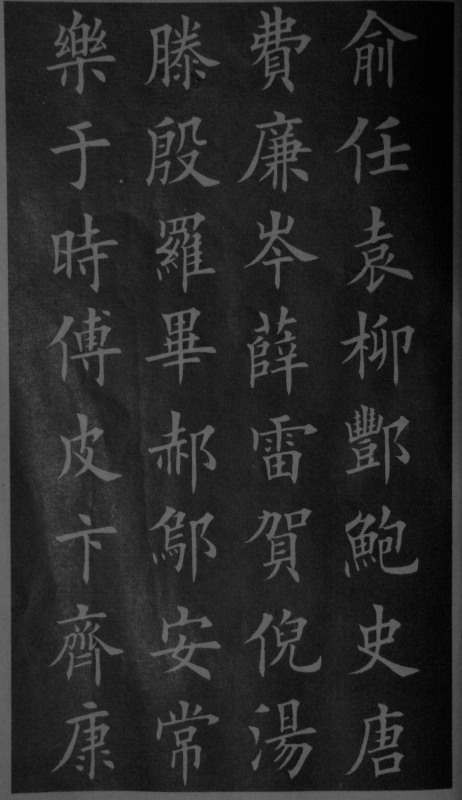 俞任袁柳酆鮑史唐
費廉岑薛雷賀倪湯
滕殷羅畢郝鄔安常
樂于時傅皮卞齊康